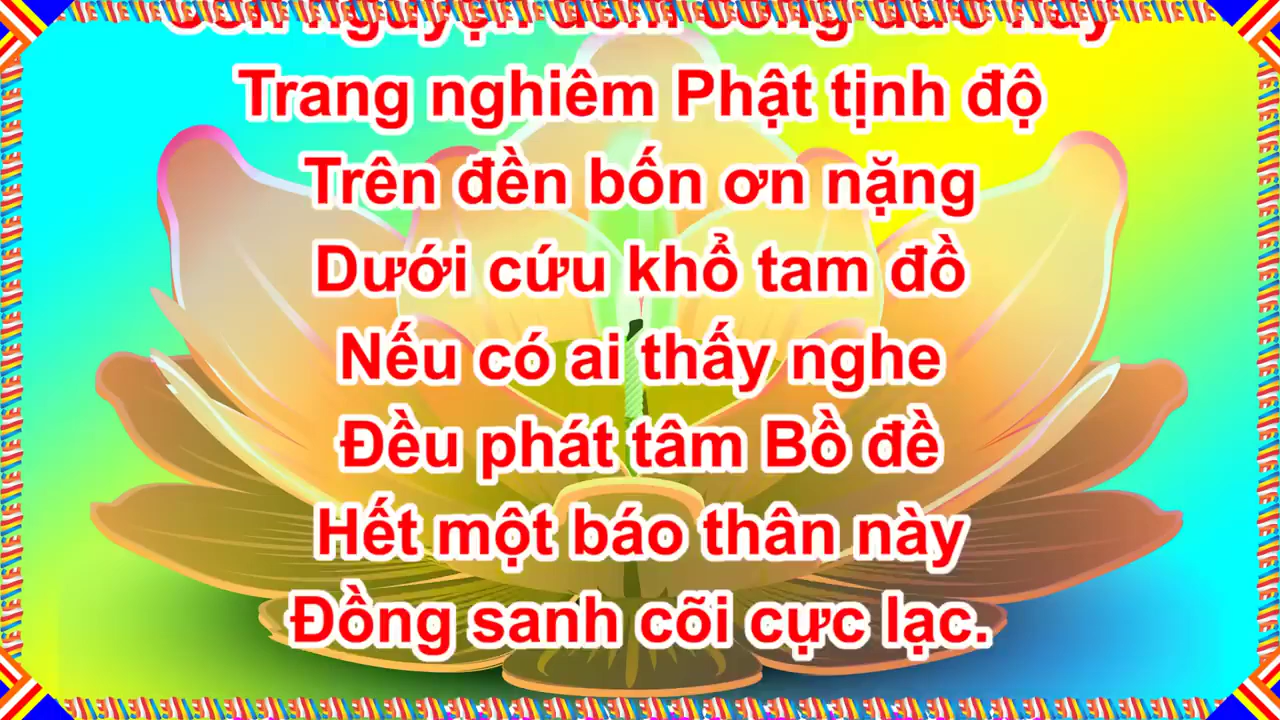 nguyện đem công đức này
Trang nghiêm Phật tịnh độ
Trên đền bốn ơn nặng
Dưới cứu khổ tam đồ
Nếu có ai thấy nghe
Đều phát tâm Bồ đề
Hết một báo thân này
Đồng sanh cõi cực lạc.